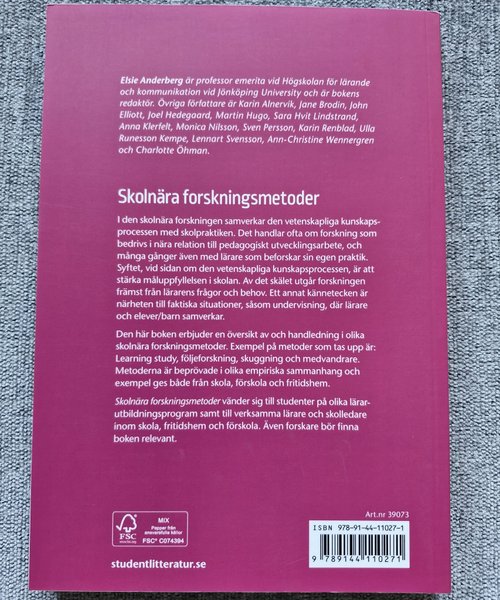 Elsie Anderberg är professor emerita vid Högskolan för lärande
och kommunikation vid Jönköping University och är bokens
redaktör. Övriga författare är Karin Alnervik, Jane Brodin, John
Elliott, Joel Hedegaard, Martin Hugo, Sara Hvit Lindstrand,
Anna Klerfelt, Monica Nilsson, Sven Persson, Karin Renblad, Ulla
Runesson Kempe, Lennart Svensson, Ann-Christine Wennergren
och Charlotte Öhman.
Skolnära forskningsmetoder
I den skolnära forskningen samverkar den vetenskapliga kunskaps-
processen med skolpraktiken. Det handlar ofta om forskning som
bedrivs i nära relation till pedagogiskt utvecklingsarbete, och
många gånger även med lärare som beforskar sin egen praktik.
Syftet, vid sidan om den vetenskapliga kunskapsprocessen, är att
stärka måluppfyllelsen i skolan. Av det skälet utgår forskningen
främst från lärarens frågor och behov. Ett annat kännetecken är
närheten till faktiska situationer, såsom undervisning, där lärare
och elever/barn samverkar.
Den här boken erbjuder en översikt av och handledning i olika
skolnära forskningsmetoder. Exempel på metoder som tas upp är:
Learning study, följeforskning, skuggning och medvandrare.
Metoderna är beprövade i olika empiriska sammanhang och
exempel ges både från skola, förskola och fritidshem.
Skolnära forskningsmetoder vänder sig till studenter på olika lärar-
utbildningsprogram samt till verksamma lärare och skolledare
inom skola, fritidshem och förskola. Även forskare bör finna
boken relevant.
Art.nr 39073
ISBN 978-91-44-11027-1
9 789144 110271
FSC
www.fsc.org
MIX
Papper från
ansvarsfulla källor
FSC® C074394
studentlitteratur.se